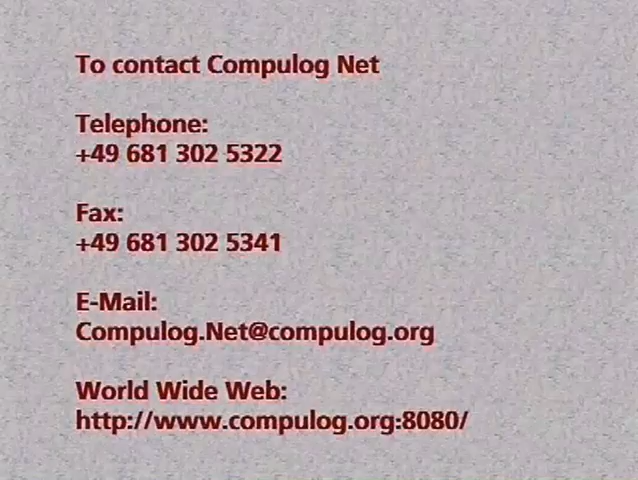 To contact Compulog Net
Telephone:
+49 681 302 5322
Fax:
+49 681 302 5341
E-Mail:
Compulog.Net@compulog.org
World Wide Web:
http://www.compulog.org:8080/